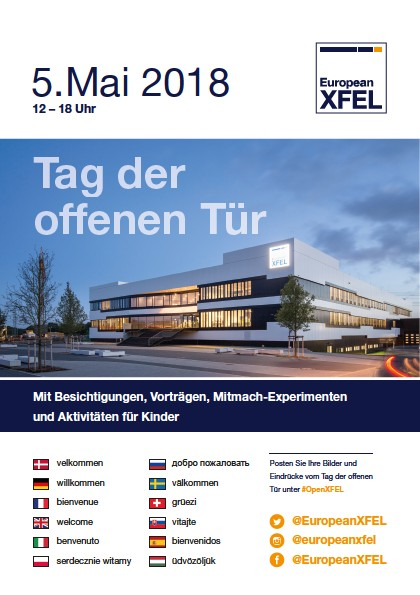 5.Mai 2018
12 – 18 Uhr
European
XFEL
Tag der
offenen Tür
XFEL
Mit Besichtigungen, Vorträgen, Mitmach-Experimenten
und Aktivitäten für Kinder
velkommen
willkommen
bienvenue
welcome
benvenuto
serdecznie witamy
добро пожаловать
välkommen
grüezi
vitajte
bienvenidos
üdvözöljük
Posten Sie Ihre Bilder und
Eindrücke vom Tag der offenen
Tür unter #OpenXFEL
@EuropeanXFEL
@europeanxfel
@EuropeanXFEL